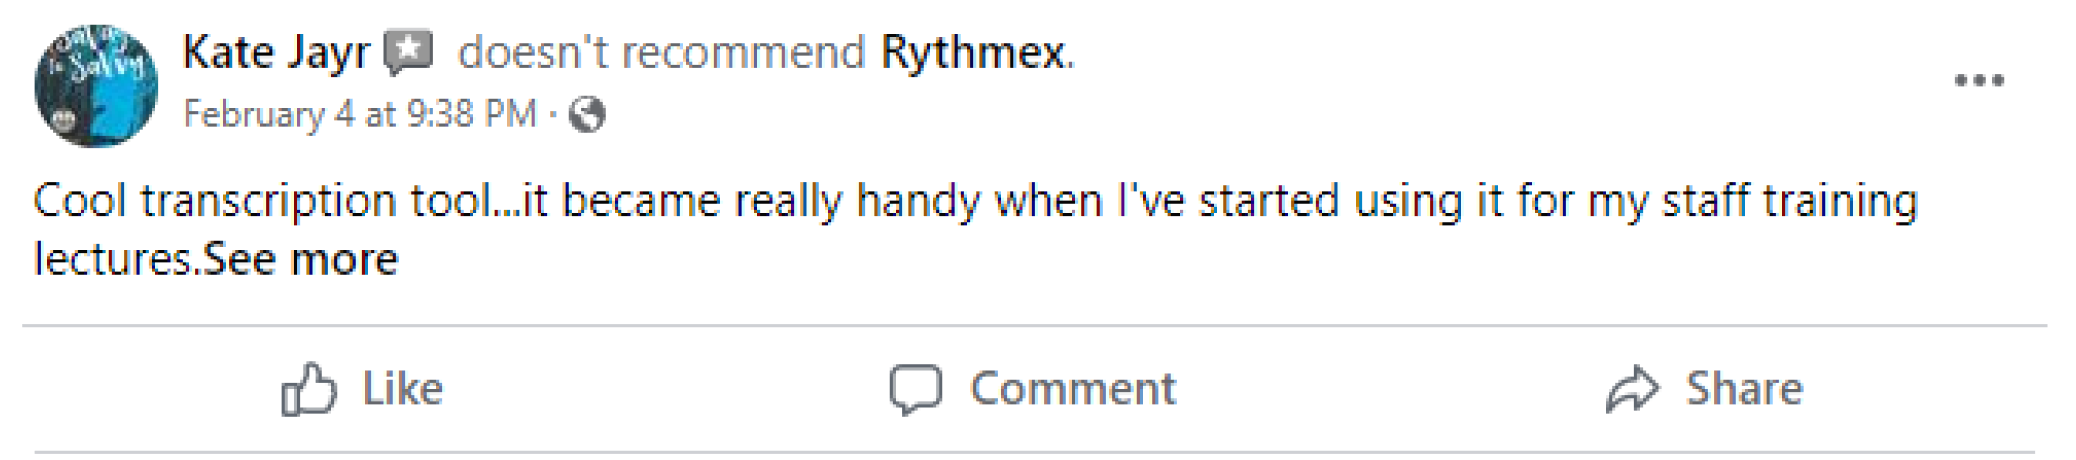 Kate Jayr doesn't recommend Rythmex.
February 4 at 9:38 PM ·
Cool transcription tool...it became really handy when I've started using it for my staff training
lectures.See more
Like Comment Share